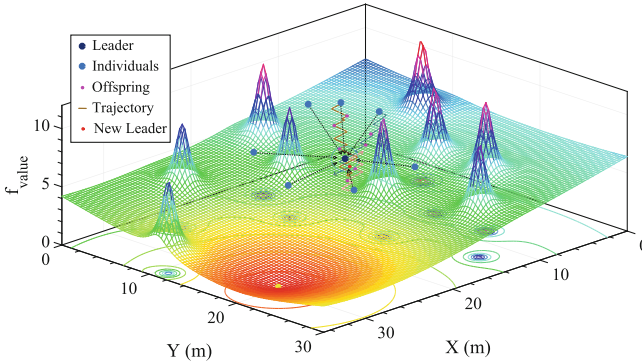 Leader
Individuals
Offspring
Trajectory
New Leader
f_value
10
5
0
0
10
20
30
Y (m)
30
20
10
0
X (m)